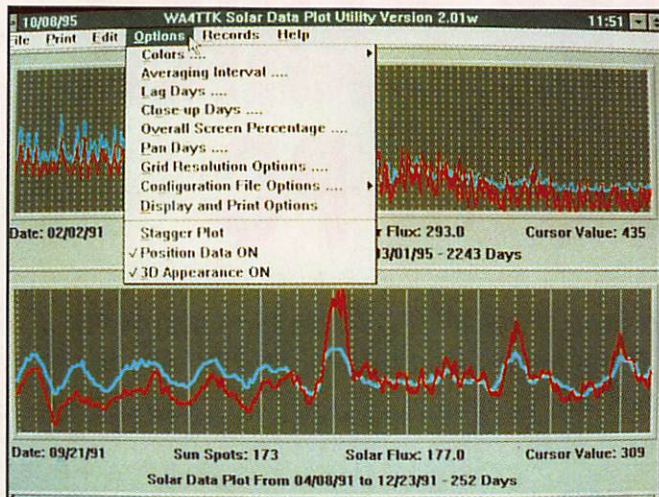 10/08/95 WA4TTK Solar Data Plot Utility Version 2.01w 11:51
ile Print Edit Options Records Help
Colors ....
Averaging Interval ....
Lag Days ....
Close-up Days ....
Overall Screen Percentage ....
Pan Days ....
Grid Resolution Options ....
Configuration File Options ....
Display and Print Options
Stagger Plot
✓Position Data ON
✓3D Appearance ON
Date: 02/02/91 r Flux: 293.0 Cursor Value: 435
3/01/95 - 2243 Days
Date: 09/21/91 Sun Spots: 173 Solar Flux: 177.0 Cursor Value: 309
Solar Data Plot From 04/08/91 to 12/23/91 - 252 Days